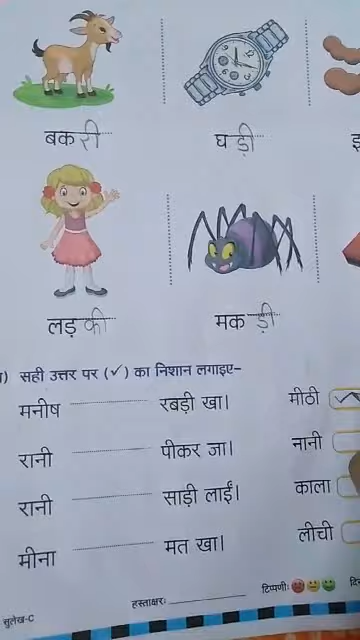 बकरी घड़ी
लड़की मकड़ी
सही उत्तर पर (✓) का निशान लगाइए–
मनीष रबड़ी खा। मीठी
रानी पीकर जा। नानी
रानी साड़ी लाईं। काला
मीना मत खा। लीची
हस्ताक्षर: टिप्पणी:
सुलेख-C